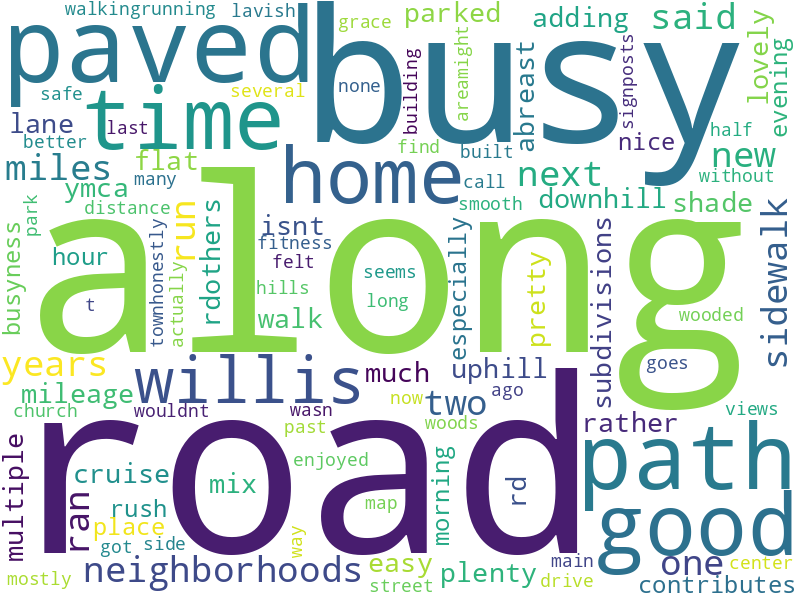 walkingrunning lavish grace parked adding said lovely
paved busy
safe several none building areamight abreast signposts evening
time
lane last better many flat find built nice half
miles home call next new without
ymca distance smooth downhill shade
park run rdothers isnt fitness especially subdivisions sidewalk
busyness hour townhonestly actually felt seems pretty
along
t hills long walk wooded
years willis much uphill goes
mileage wouldnt wasn ago two rather views
church past now woods
road path
multiple cruise mix enjoyed map morning rd good
ran rush place got side way
neighborhoods easy plenty main one center
mostly street drive contributes